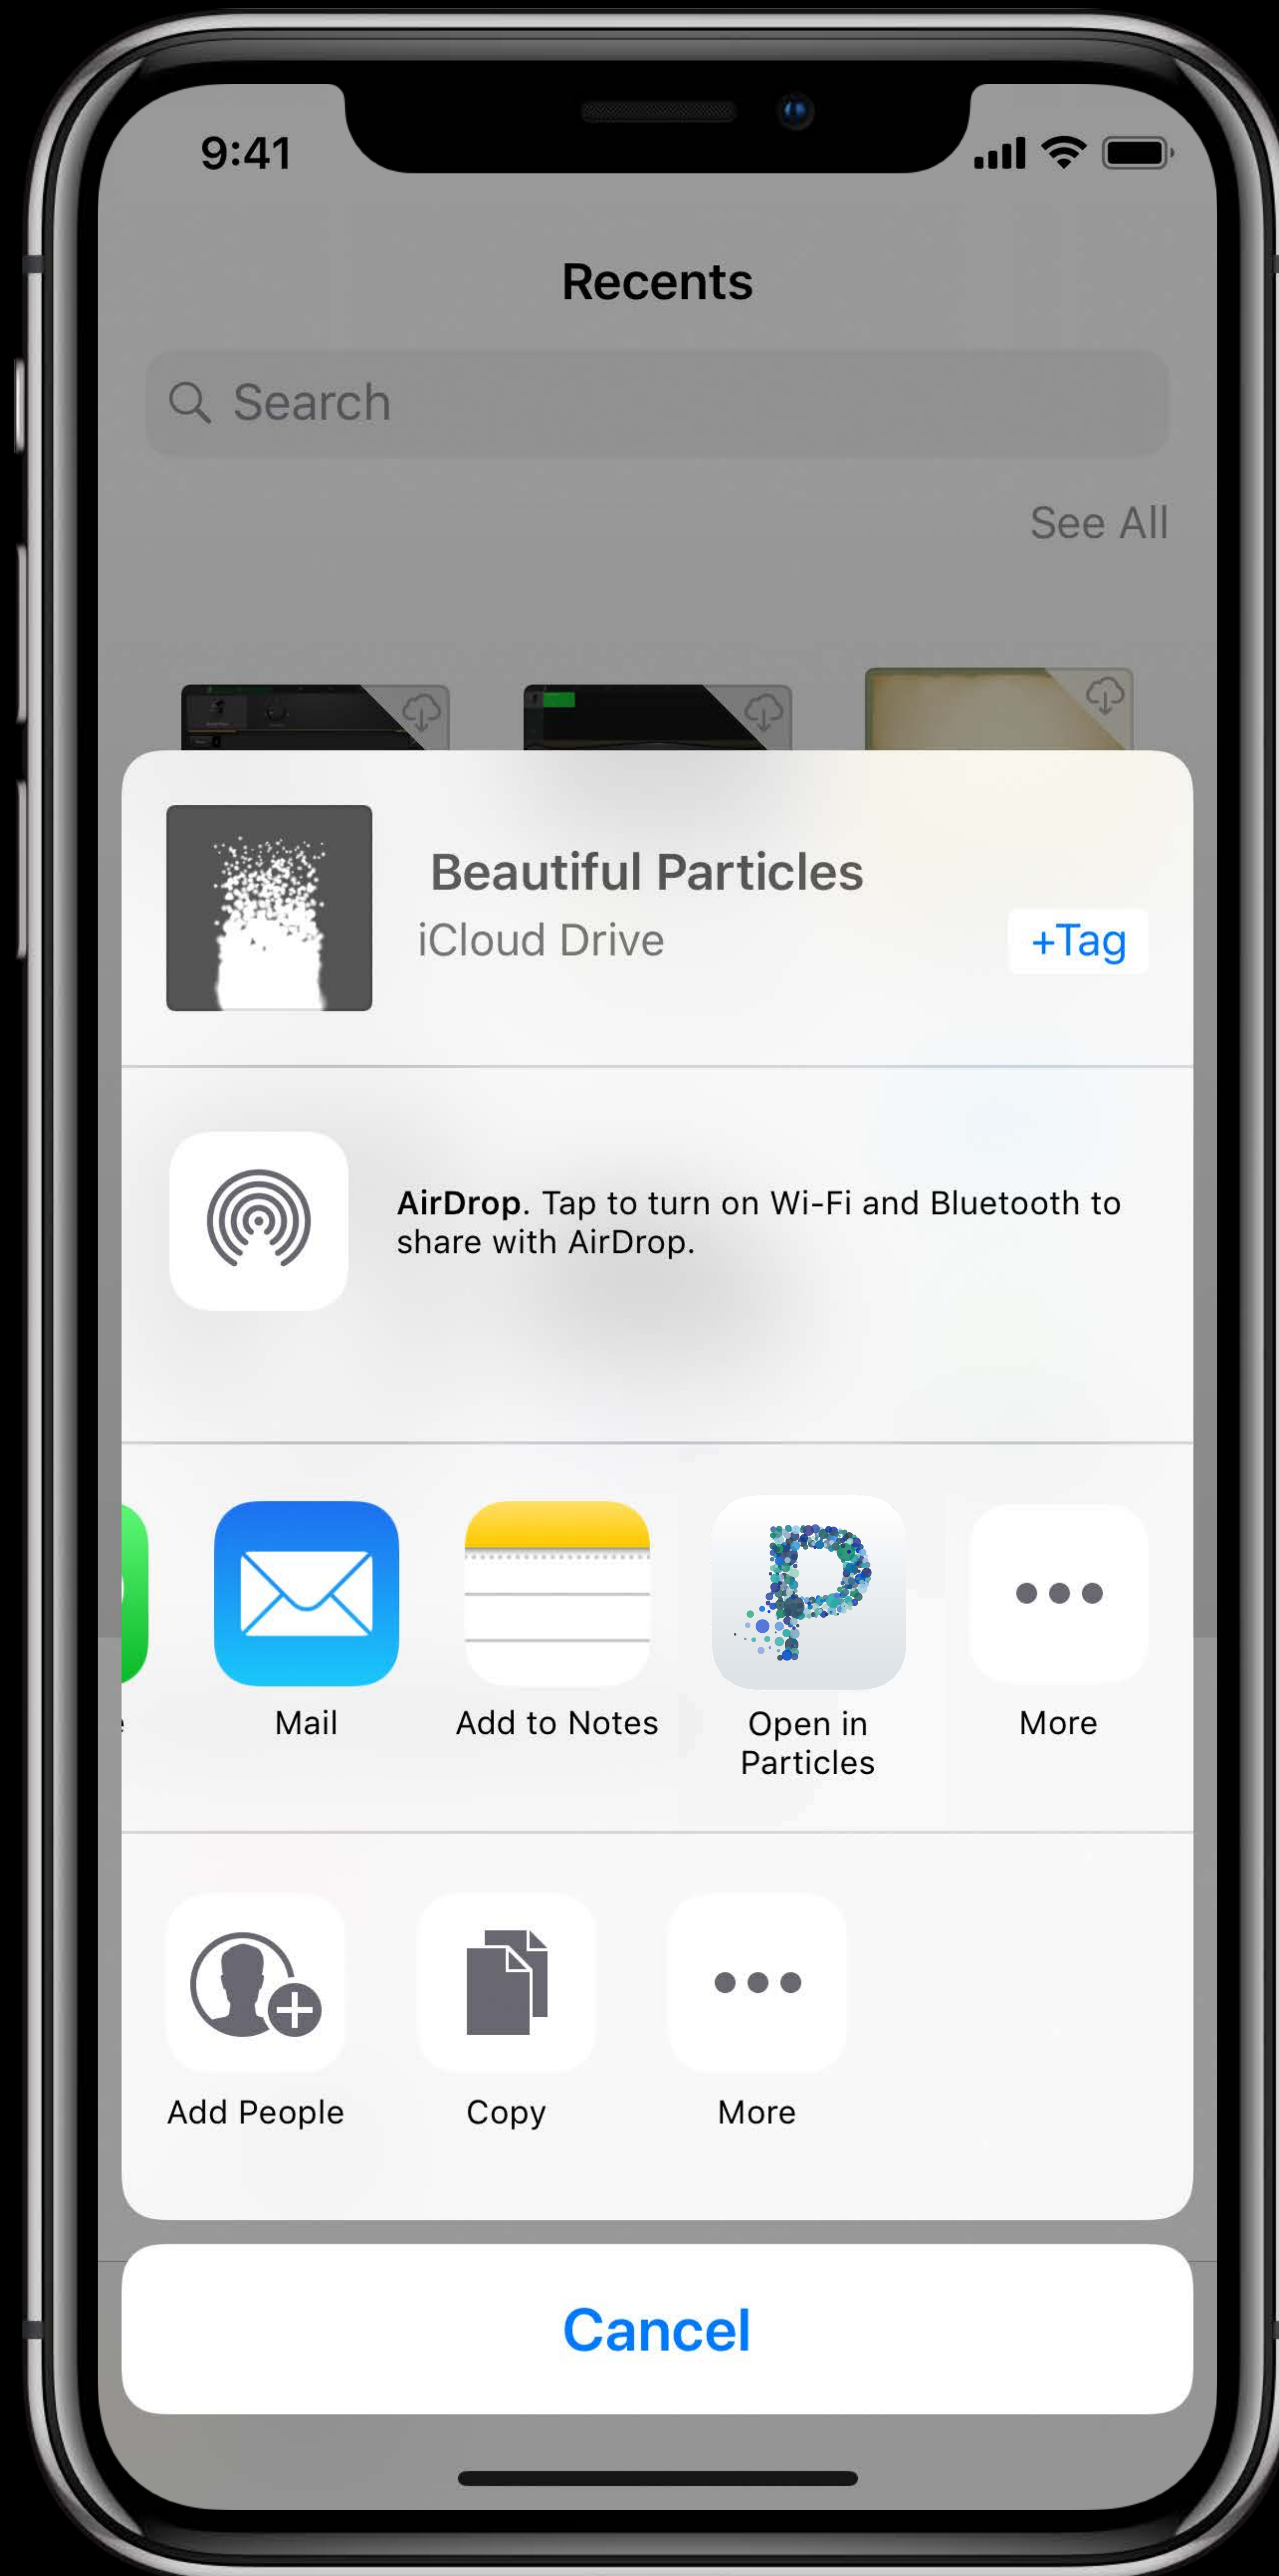 9:41
Recents
Search
See All
Beautiful Particles
iCloud Drive
+Tag
AirDrop. Tap to turn on Wi-Fi and Bluetooth to
share with AirDrop.
Mail
Add to Notes
Open in
Particles
More
Add People
Copy
More
Cancel